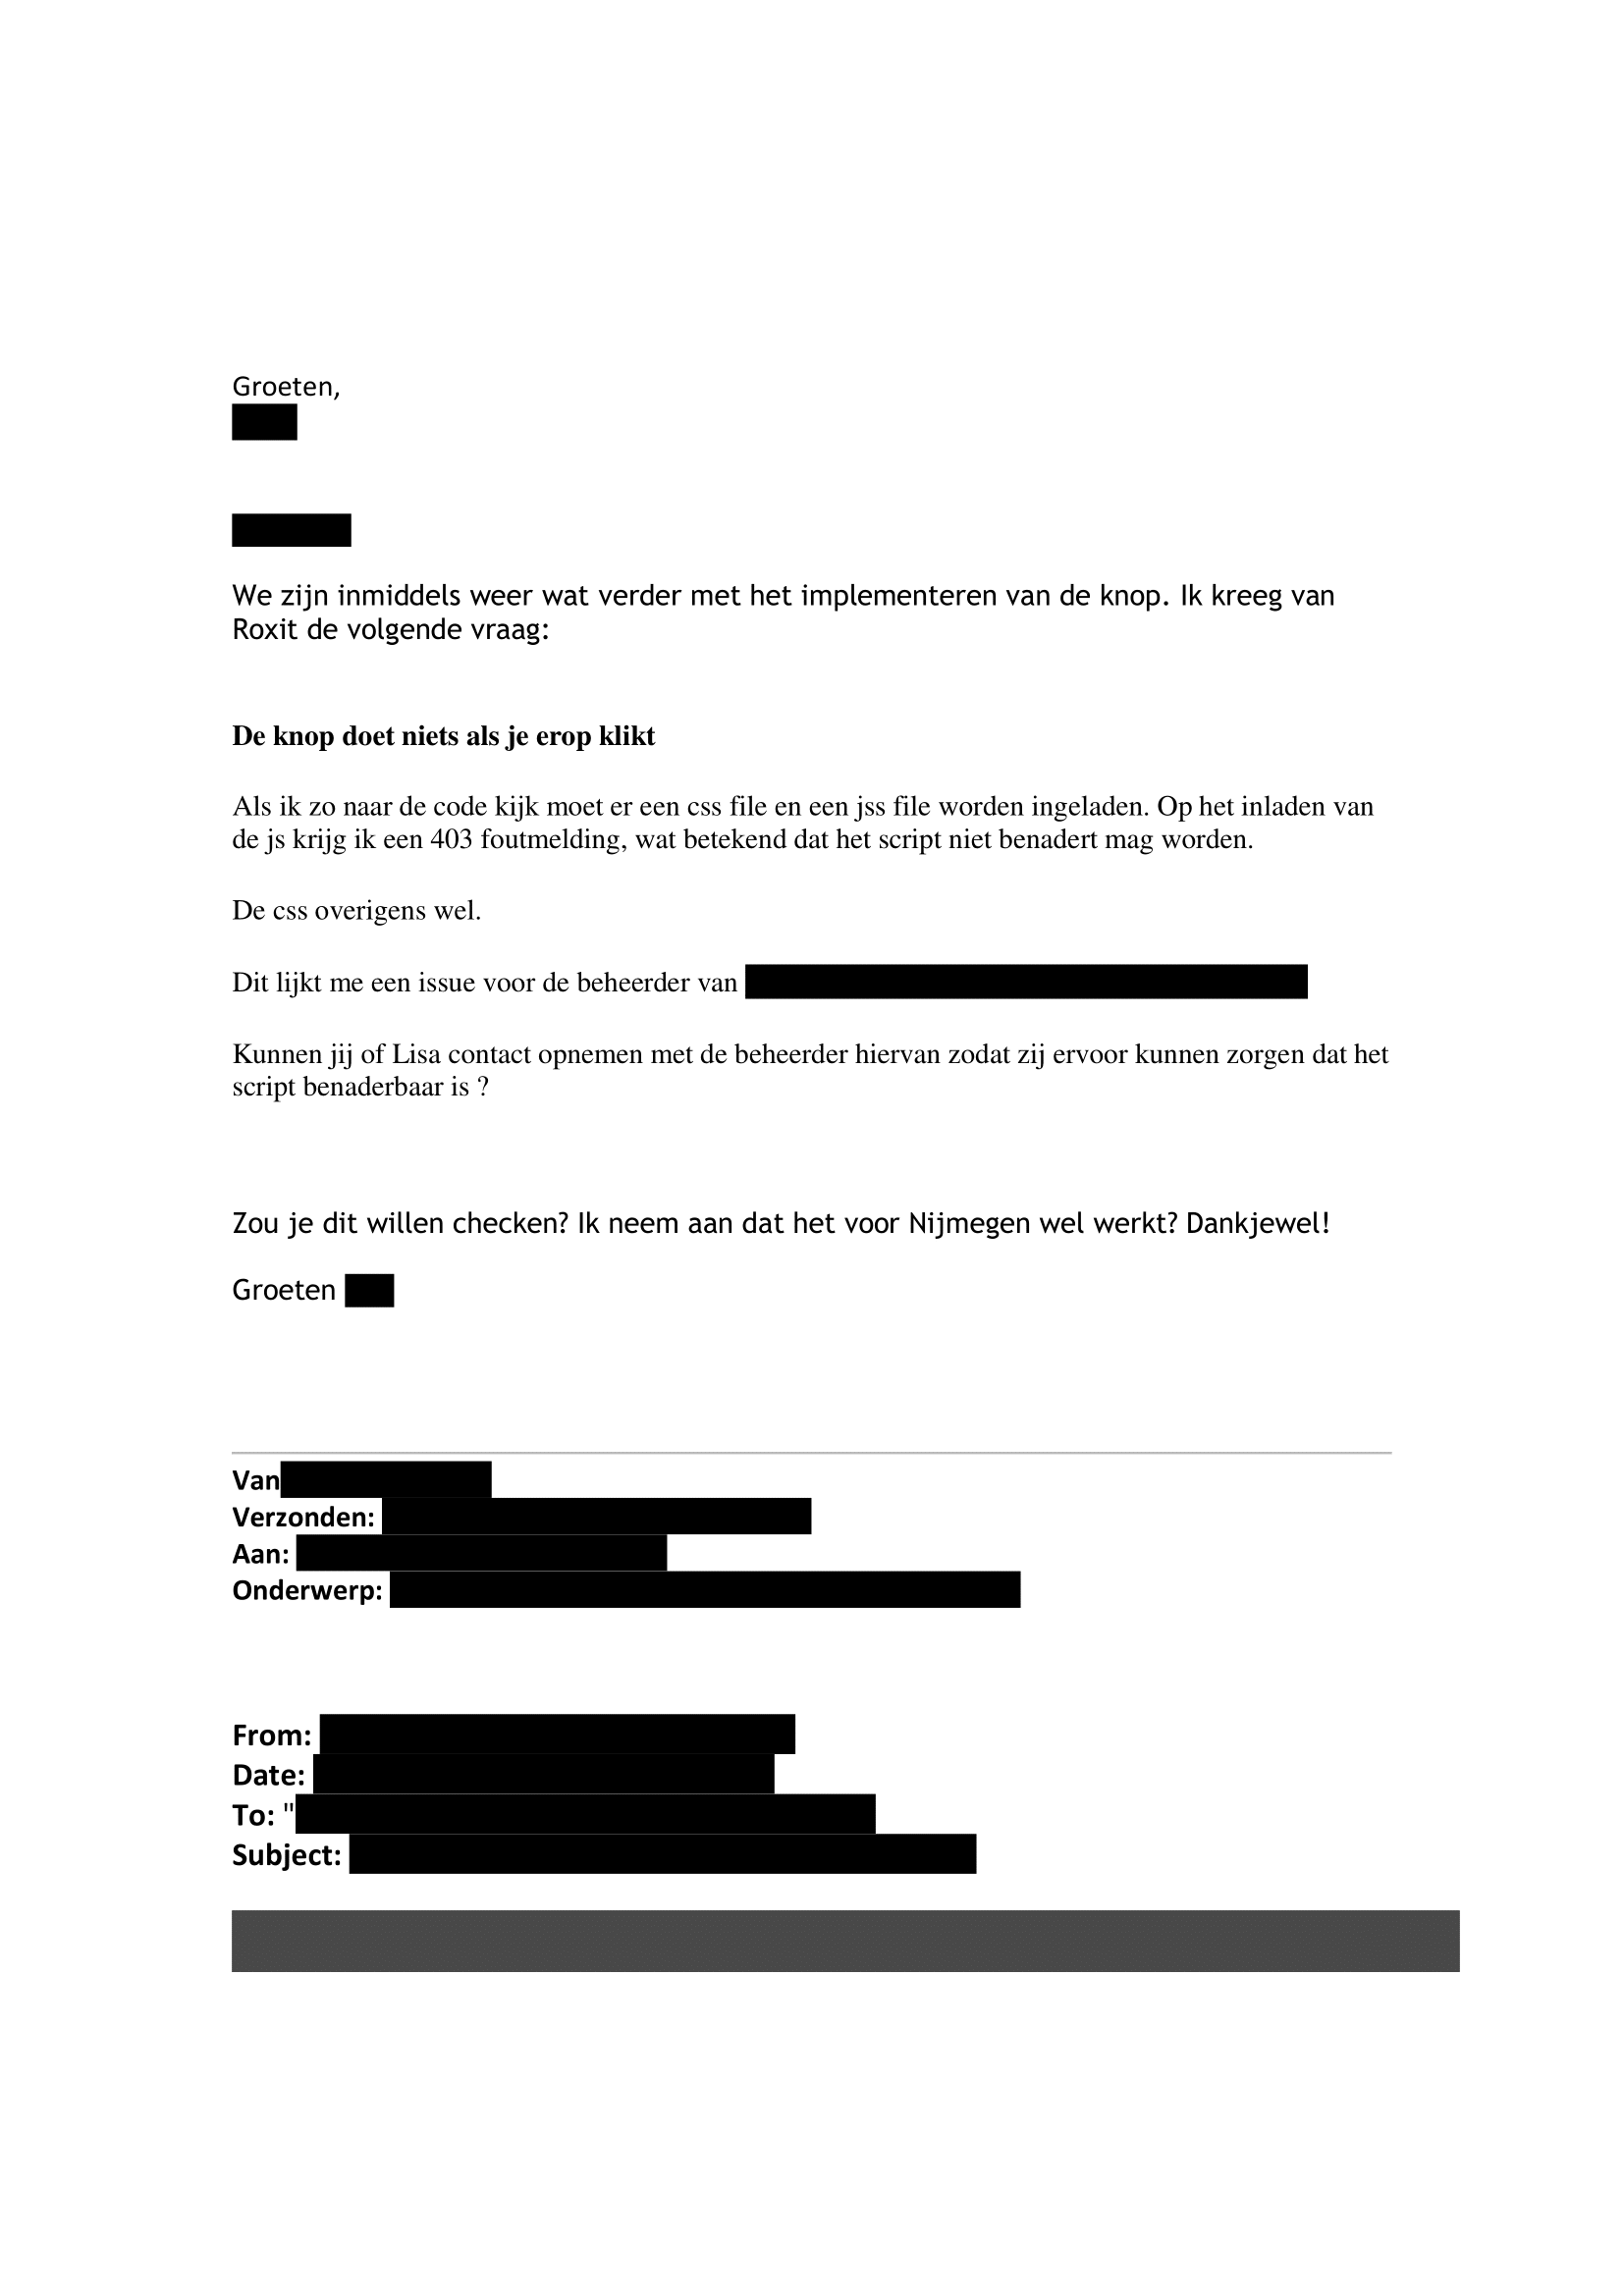 Groeten,
We zijn inmiddels weer wat verder met het implementeren van de knop. Ik kreeg van
Roxit de volgende vraag:
De knop doet niets als je erop klikt
Als ik zo naar de code kijk moet er een css file en een jss file worden ingeladen. Op het inladen van
de js krijg ik een 403 foutmelding, wat betekend dat het script niet benadert mag worden.
De css overigens wel.
Dit lijkt me een issue voor de beheerder van
Kunnen jij of Lisa contact opnemen met de beheerder hiervan zodat zij ervoor kunnen zorgen dat het
script benaderbaar is ?
Zou je dit willen checken? Ik neem aan dat het voor Nijmegen wel werkt? Dankjewel!
Groeten
Van
Verzonden:
Aan:
Onderwerp:
From:
Date:
To: "
Subject: